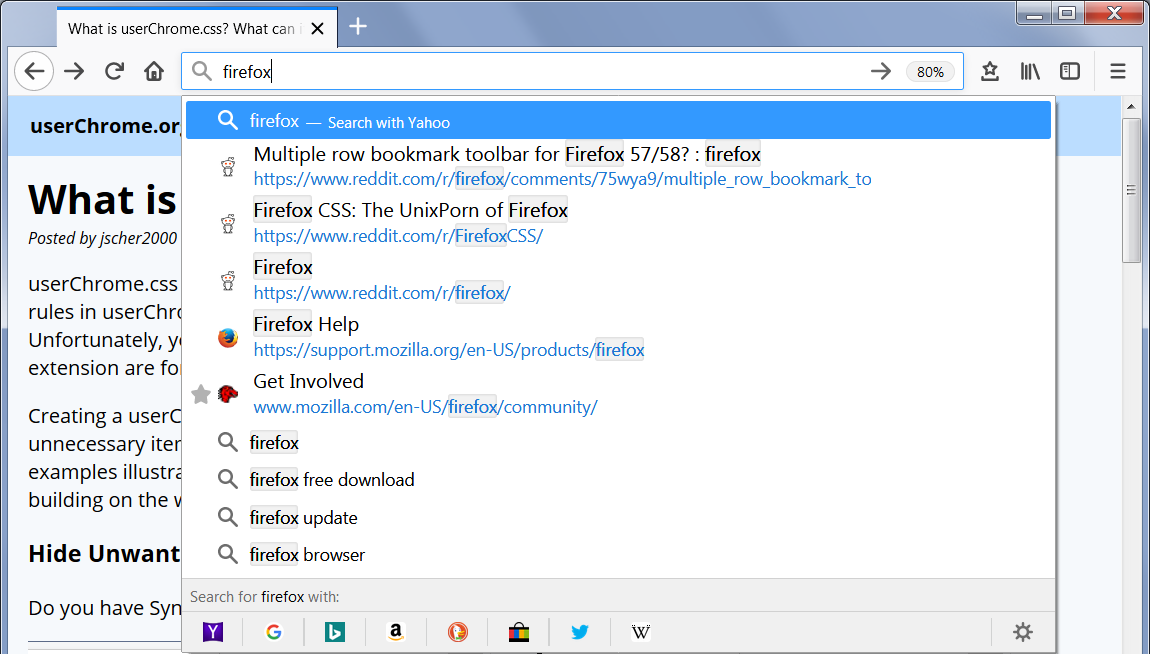 What is userChrome.css? What can i
firefox
80%
userChrome.or
firefox — Search with Yahoo
Multiple row bookmark toolbar for Firefox 57/58? : firefox
https://www.reddit.com/r/firefox/comments/75wya9/multiple_row_bookmark_to
What is
Firefox CSS: The UnixPorn of Firefox
https://www.reddit.com/r/FirefoxCSS/
Posted by jscher2000
Firefox
https://www.reddit.com/r/firefox/
userChrome.css
rules in userChro
Unfortunately, yo
extension are for
Firefox Help
https://support.mozilla.org/en-US/products/firefox
Get Involved
www.mozilla.com/en-US/firefox/community/
Creating a userC
unnecessary iter
examples illustra
building on the w
firefox
firefox free download
firefox update
firefox browser
Hide Unwant
Do you have Syn
Search for firefox with:
Y G b a W